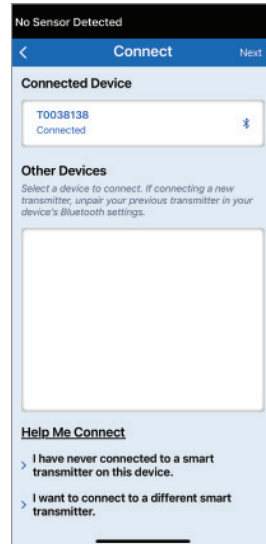 No Sensor Detected
Connect
Next
Connected Device
T0038138
Connected
Other Devices
Select a device to connect. If connecting a new
transmitter, unpair your previous transmitter in your
device's Bluetooth settings.
Help Me Connect
I have never connected to a smart
transmitter on this device.
I want to connect to a different smart
transmitter.